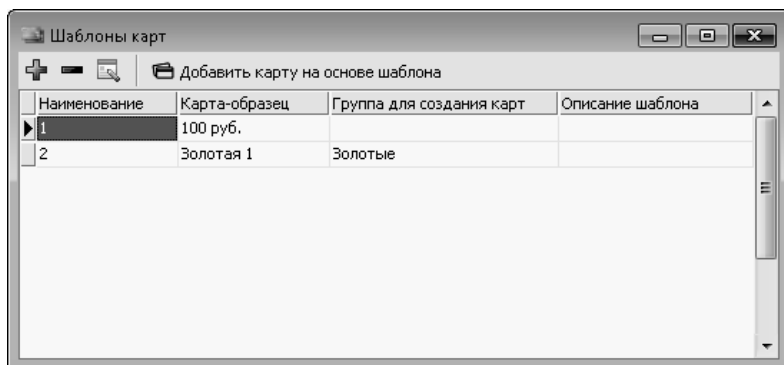 Шаблоны карт
Добавить карту на основе шаблона
Наименование Карта-образец Группа для создания карт Описание шаблона
1 100 руб.
2 Золотая 1 Золотые